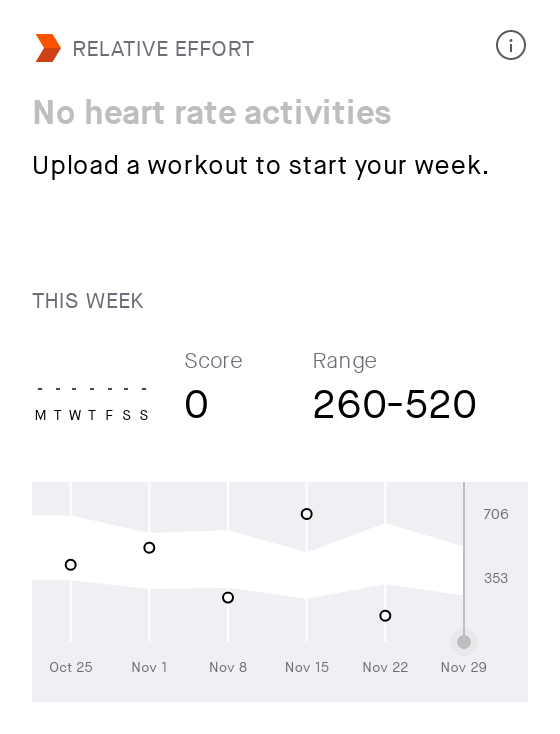 RELATIVE EFFORT
No heart rate activities
Upload a workout to start your week.
THIS WEEK
Score Range
- - - - - - -
0 260-520
M T W T F S S
706
353
Oct 25 Nov 1 Nov 8 Nov 15 Nov 22 Nov 29